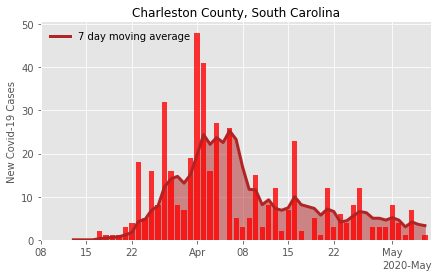 Charleston County, South Carolina
7 day moving average
New Covid-19 Cases
50
40
30
20
10
0
08 15 22 Apr 08 15 22 May
2020-May